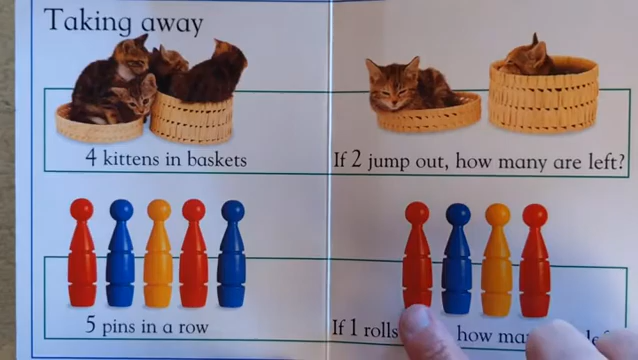 Taking away
4 kittens in baskets
If 2 jump out, how many are left?
5 pins in a row
If 1 rolls how